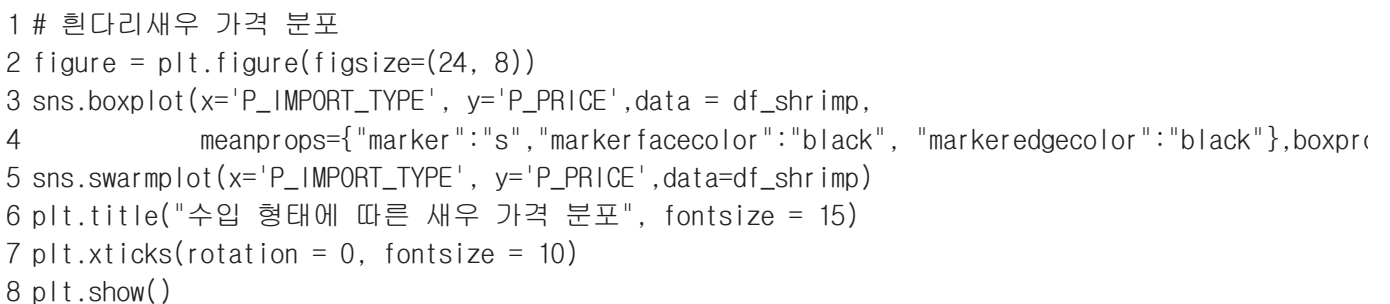 1 # 흰다리새우 가격 분포
2 figure = plt.figure(figsize=(24, 8))
3 sns.boxplot(x='P_IMPORT_TYPE', y='P_PRICE',data = df_shrimp,
4             meanprops={"marker":"s","markerfacecolor":"black", "markeredgecolor":"black"},boxpr
5 sns.swarmplot(x='P_IMPORT_TYPE', y='P_PRICE',data=df_shrimp)
6 plt.title("수입 형태에 따른 새우 가격 분포", fontsize = 15)
7 plt.xticks(rotation = 0, fontsize = 10)
8 plt.show()